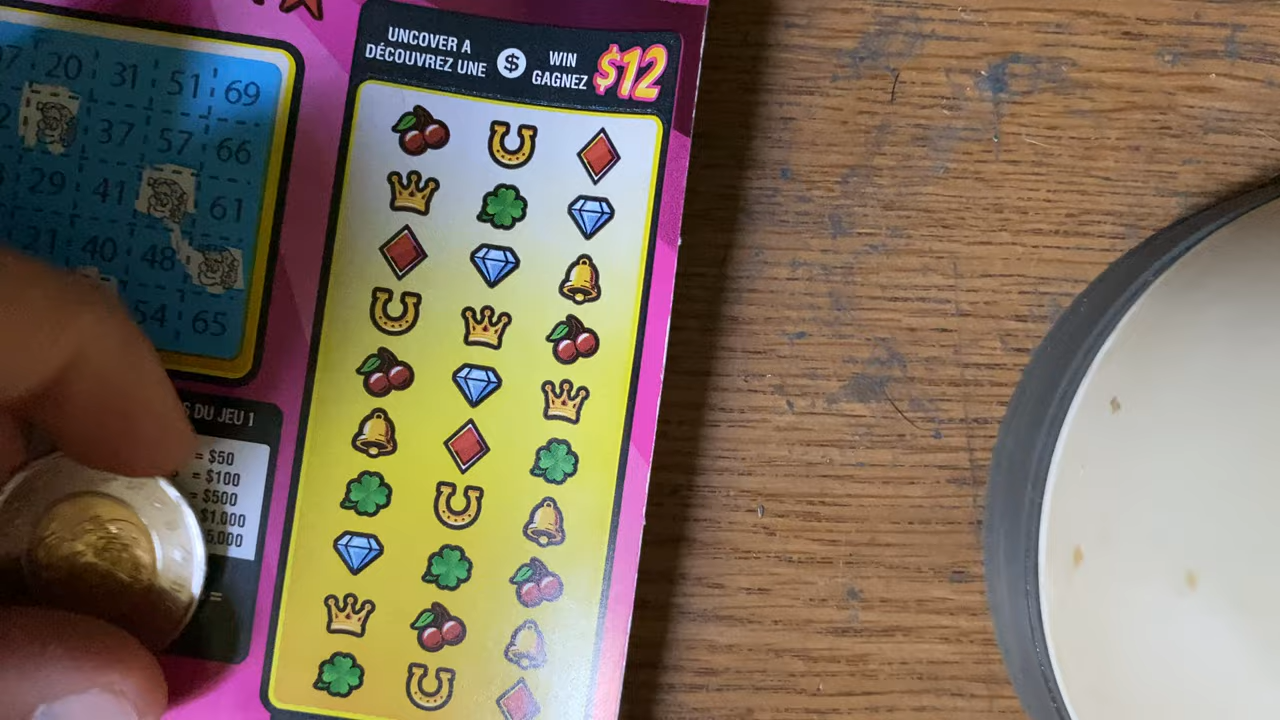 UNCOVER A
DÉCOUVREZ UNE
$
WIN
GAGNEZ
$12
20 31 51 69
37 57 66
29 41 61
21 40 48
54 65
DU JEU 1
= $50
= $100
= $500
$1,000
5,000
=